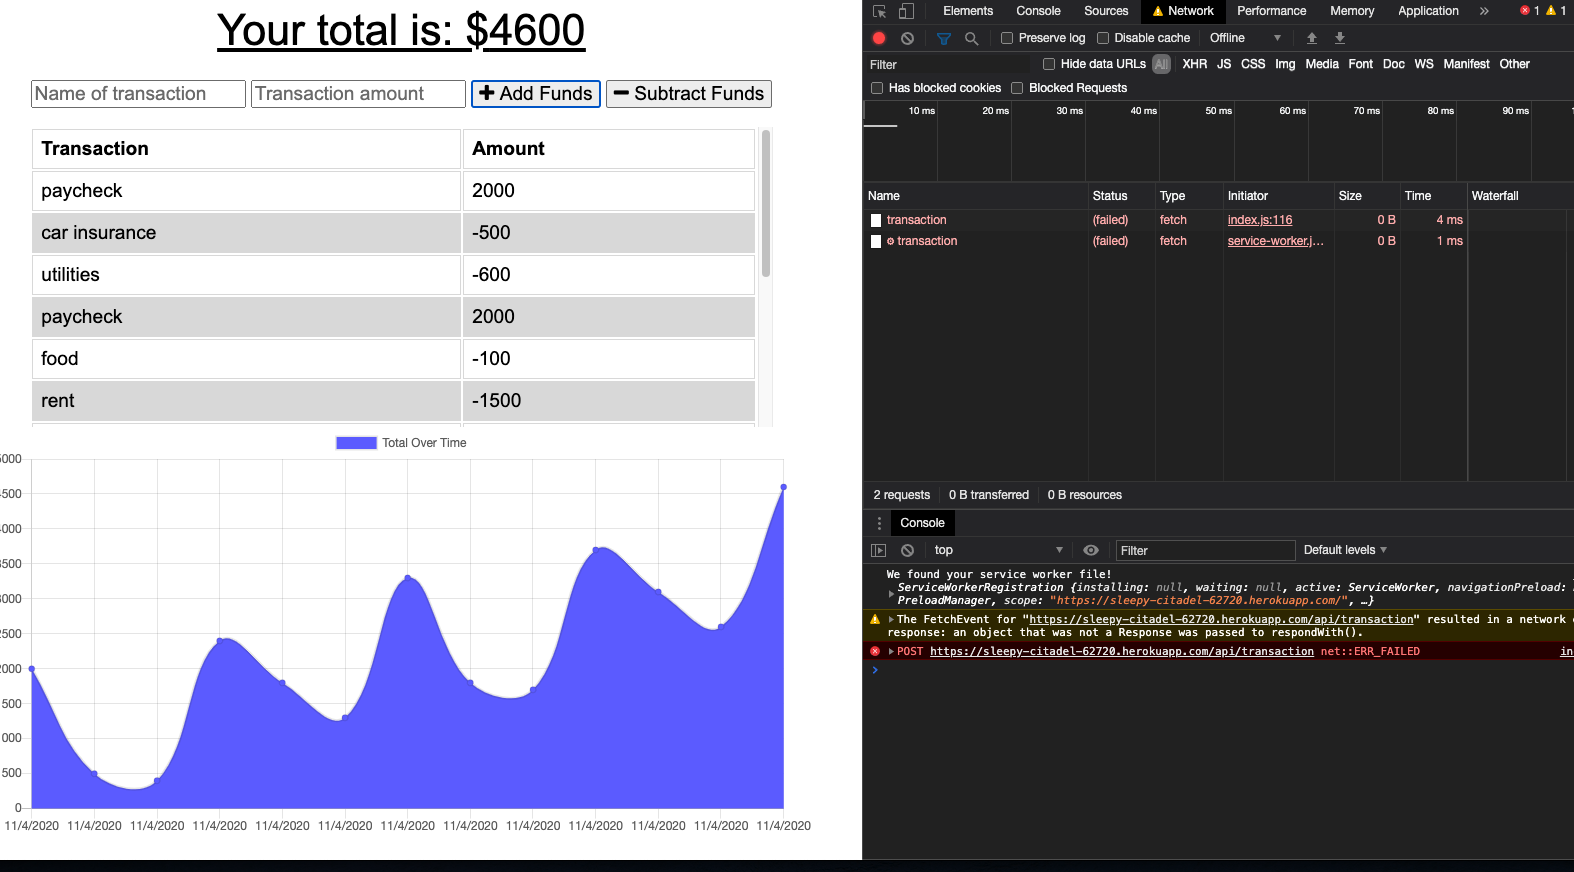 Your total is: $4600
Name of transaction Transaction amount + Add Funds − Subtract Funds
Transaction Amount
paycheck 2000
car insurance -500
utilities -600
paycheck 2000
food -100
rent -1500
Total Over Time
5000
4500
4000
3500
3000
2500
2000
1500
1000
500
0
11/4/2020 11/4/2020 11/4/2020 11/4/2020 11/4/2020 11/4/2020 11/4/2020 11/4/2020 11/4/2020 11/4/2020 11/4/2020 11/4/2020 11/4/2020
Elements Console Sources Network Performance Memory Application » 1 1
Preserve log Disable cache Offline
Filter Hide data URLs All XHR JS CSS Img Media Font Doc WS Manifest Other
Has blocked cookies Blocked Requests
10 ms 20 ms 30 ms 40 ms 50 ms 60 ms 70 ms 80 ms 90 ms
Name Status Type Initiator Size Time Waterfall
transaction (failed) fetch index.js:116 0 B 4 ms
transaction (failed) fetch service-worker.j… 0 B 1 ms
2 requests 0 B transferred 0 B resources
Console
top Filter Default levels
We found your service worker file!
ServiceWorkerRegistration {installing: null, waiting: null, active: ServiceWorker, navigationPreload:
PreloadManager, scope: "https://sleepy-citadel-62720.herokuapp.com/", …}
The FetchEvent for "https://sleepy-citadel-62720.herokuapp.com/api/transaction" resulted in a network
response: an object that was not a Response was passed to respondWith().
POST https://sleepy-citadel-62720.herokuapp.com/api/transaction net::ERR_FAILED in